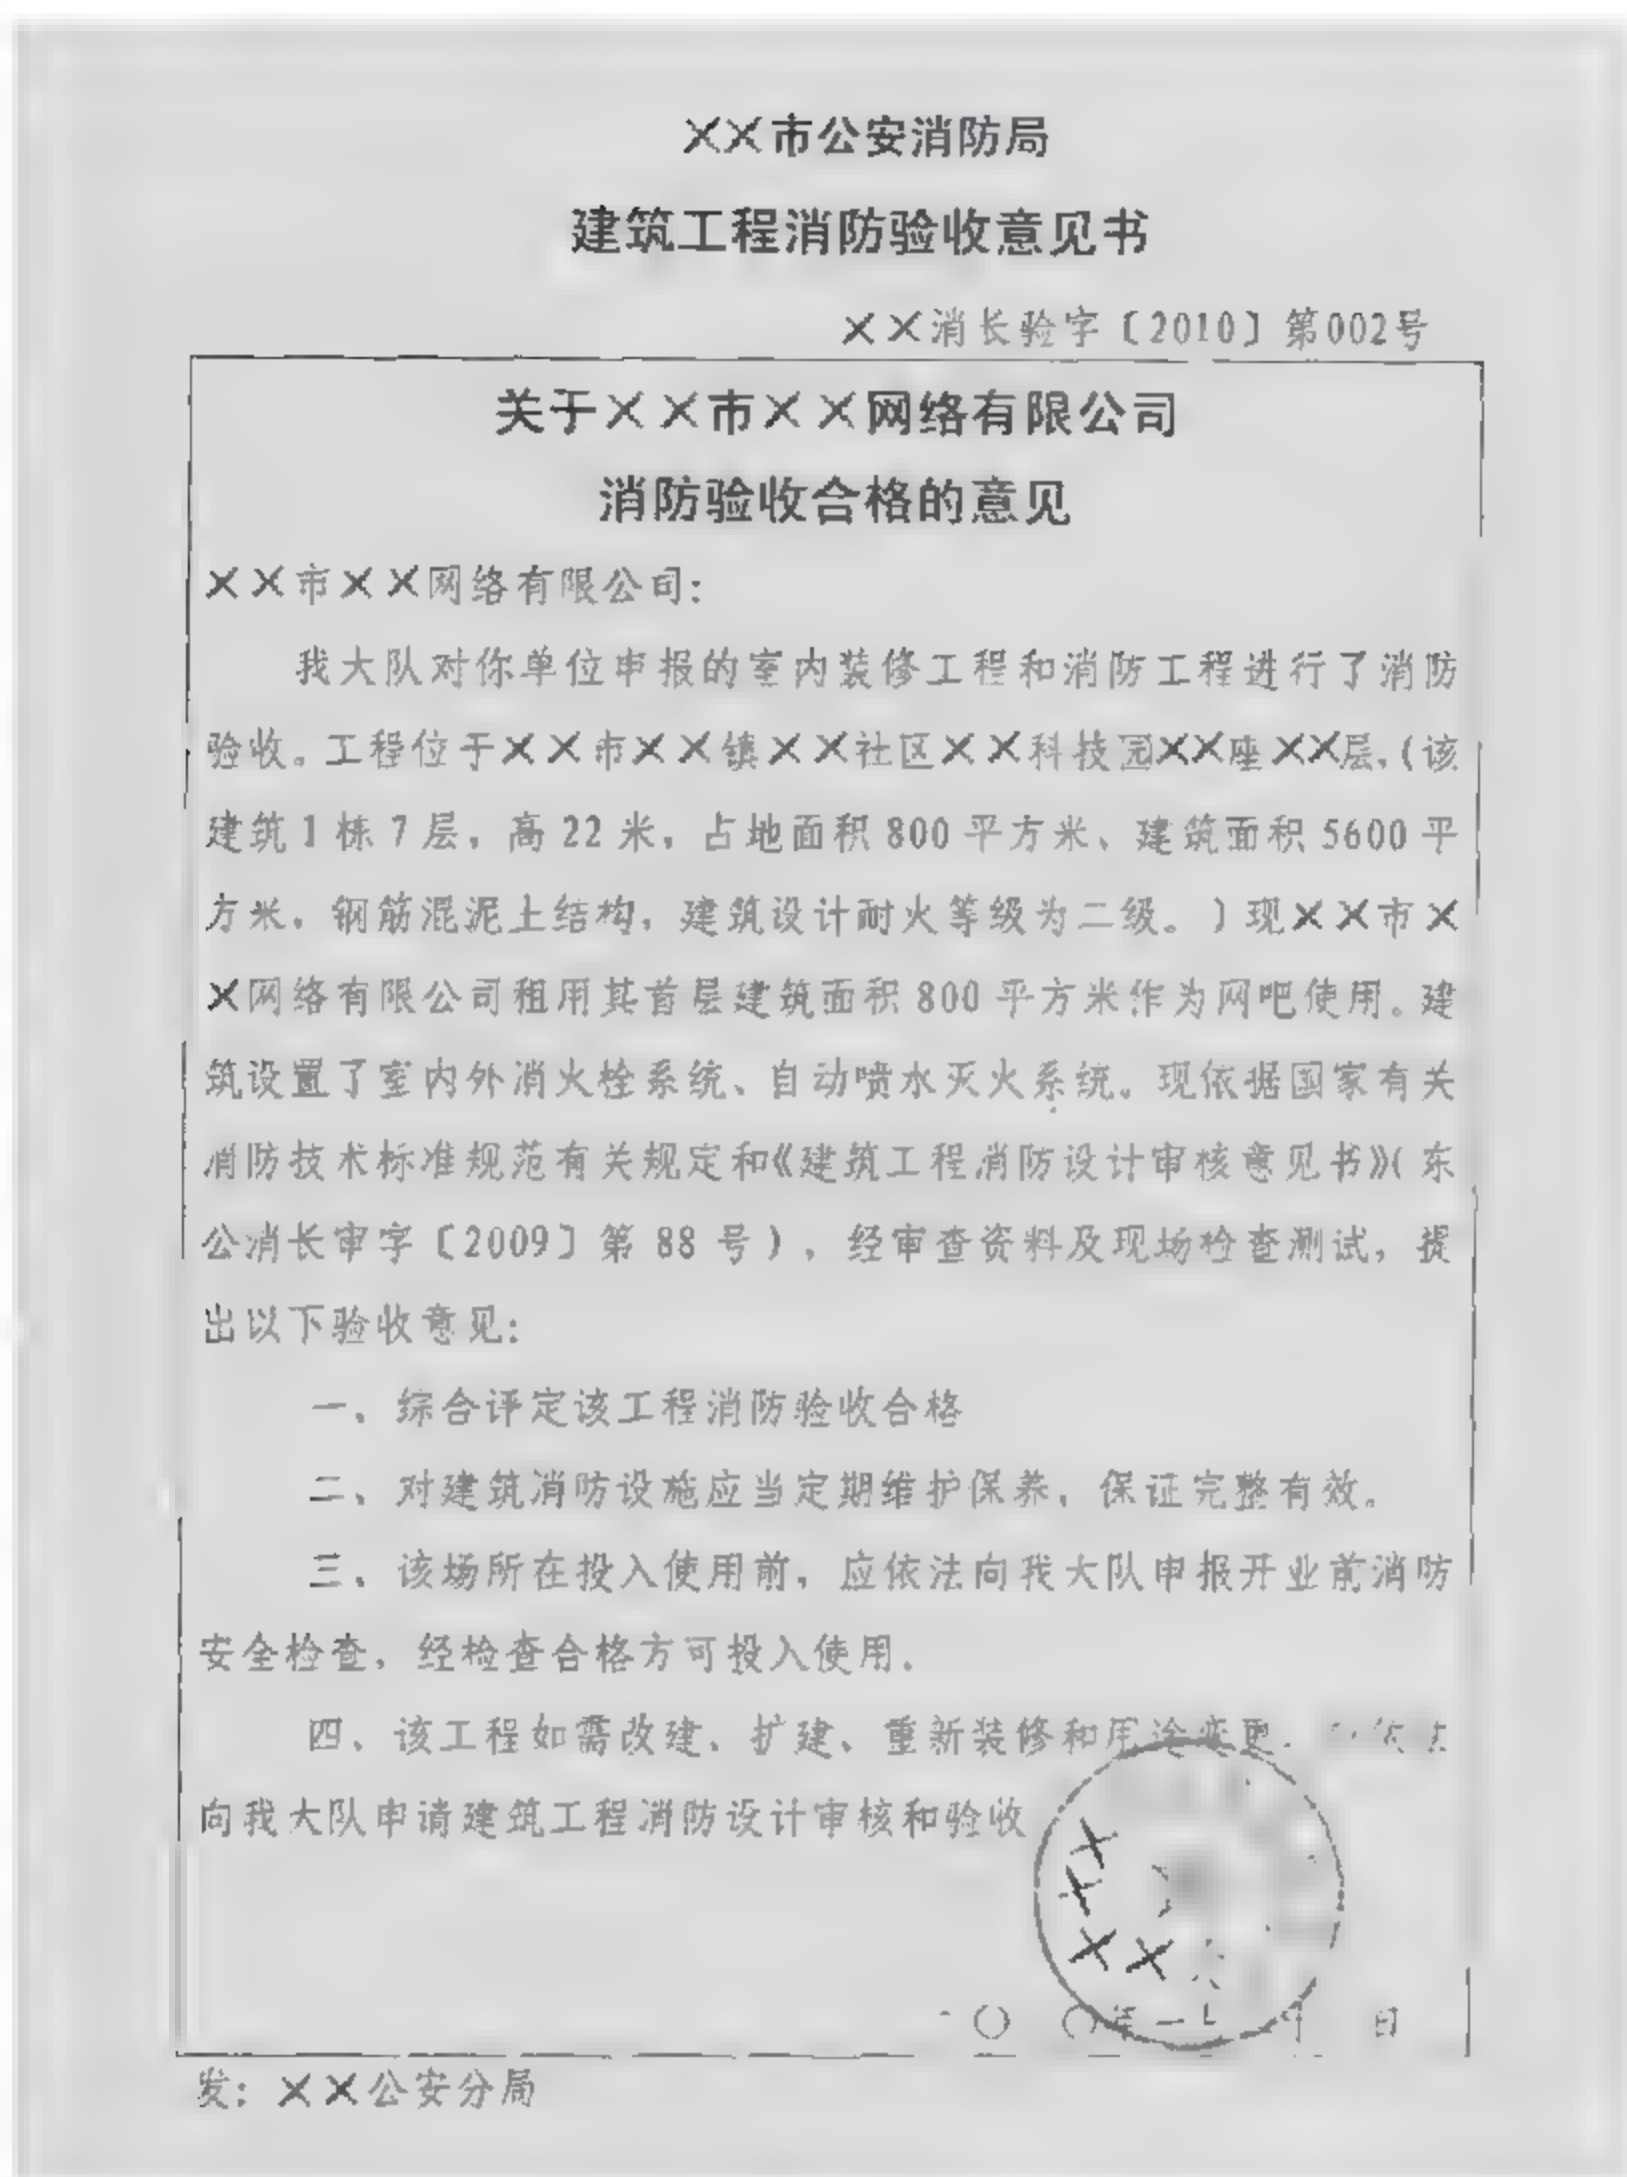 ××市公安消防局
建筑工程消防验收意见书
××消长验字〔2010〕第002号
关于××市××网络有限公司
消防验收合格的意见
××市××网络有限公司：
我大队对你单位申报的室内装修工程和消防工程进行了消防
验收。工程位于××市××镇××社区××科技园××座××层，（该
建筑1栋7层，高22米，占地面积800平方米、建筑面积5600平
方米，钢筋混泥土结构，建筑设计耐火等级为二级。）现××市×
×网络有限公司租用其首层建筑面积800平方米作为网吧使用。建
筑设置了室内外消火栓系统、自动喷水灭火系统。现依据国家有关
消防技术标准规范有关规定和《建筑工程消防设计审核意见书》（东
公消长审字〔2009〕第88号），经审查资料及现场检查测试，提
出以下验收意见：
一、综合评定该工程消防验收合格
二、对建筑消防设施应当定期维护保养，保证完整有效。
三、该场所在投入使用前，应依法向我大队申报开业前消防
安全检查，经检查合格方可投入使用。
四、该工程如需改建、扩建、重新装修和用途变更，
向我大队申请建筑工程消防设计审核和验收
××
××
〇 〇年一 日
发：××公安分局